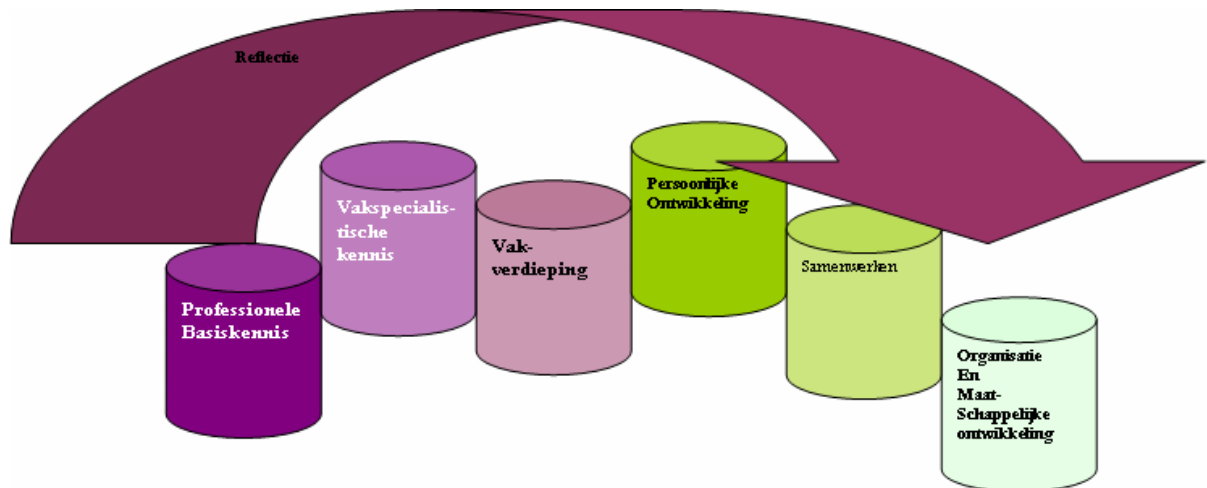 Reflectie
Professionele
Basiskennis
Vakspecialis-
tische
kennis
Vak-
verdieping
Persoonlijke
Ontwikkeling
Samenwerken
Organisatie
En
Maat-
Schappelijke
ontwikkeling